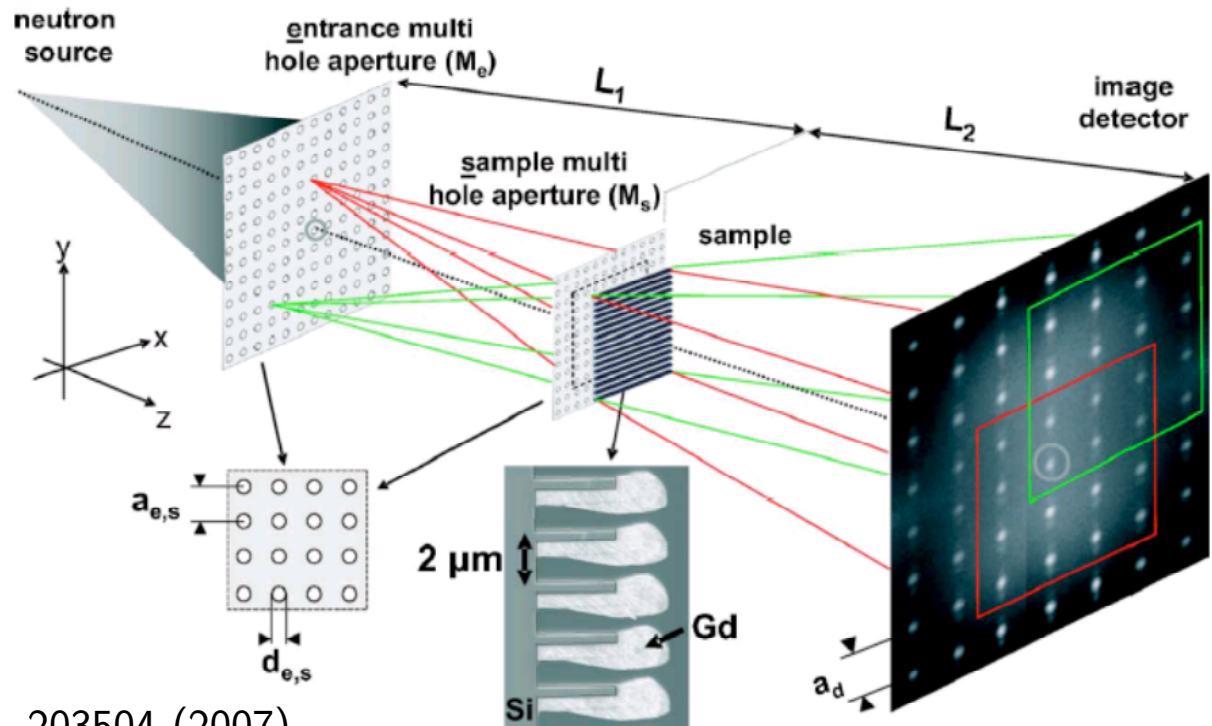 neutron
source
entrance multi
hole aperture (Me)
L1
L2
image
detector
sample multi
hole aperture (Ms)
sample
y
x
z
ae,s
de,s
2 μm
Gd
Si
ad
203504 (2007)